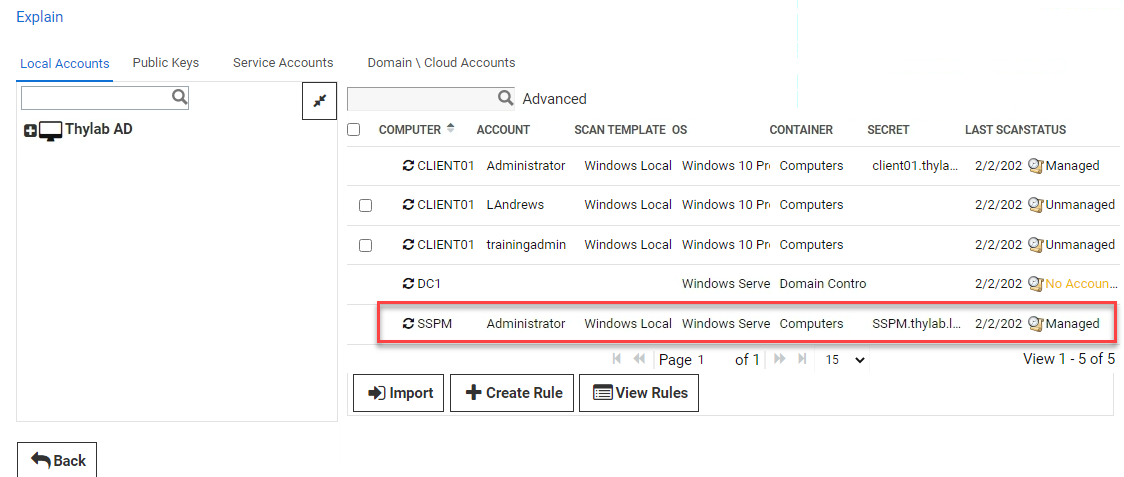 Explain
Local Accounts Public Keys Service Accounts Domain \ Cloud Accounts
Advanced
Thylab AD
COMPUTER ACCOUNT SCAN TEMPLATE OS CONTAINER SECRET LAST SCAN STATUS
CLIENT01 Administrator Windows Local Windows 10 Pr Computers client01.thyla... 2/2/202 Managed
CLIENT01 LAndrews Windows Local Windows 10 Pr Computers 2/2/202 Unmanaged
CLIENT01 trainingadmin Windows Local Windows 10 Pr Computers 2/2/202 Unmanaged
DC1 Windows Serve Domain Contro 2/2/202 No Accoun...
SSPM Administrator Windows Local Windows Serve Computers SSPM.thylab.l... 2/2/202 Managed
Page 1 of 1 15 View 1 - 5 of 5
Import Create Rule View Rules
Back